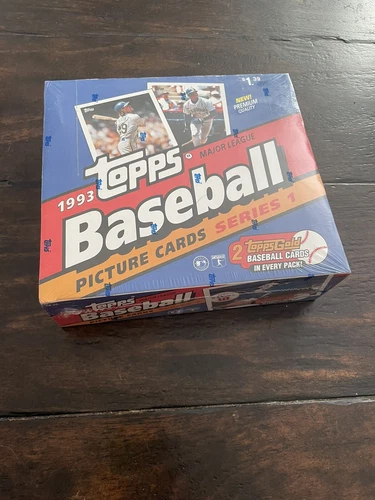 $1.39
NEW!
PREMIUM
QUALITY
Topps
1993 Topps
MAJOR LEAGUE
Baseball
PICTURE CARDS SERIES 1
2 ToppsGold
BASEBALL CARDS
IN EVERY PACK!
Topps
Baseball